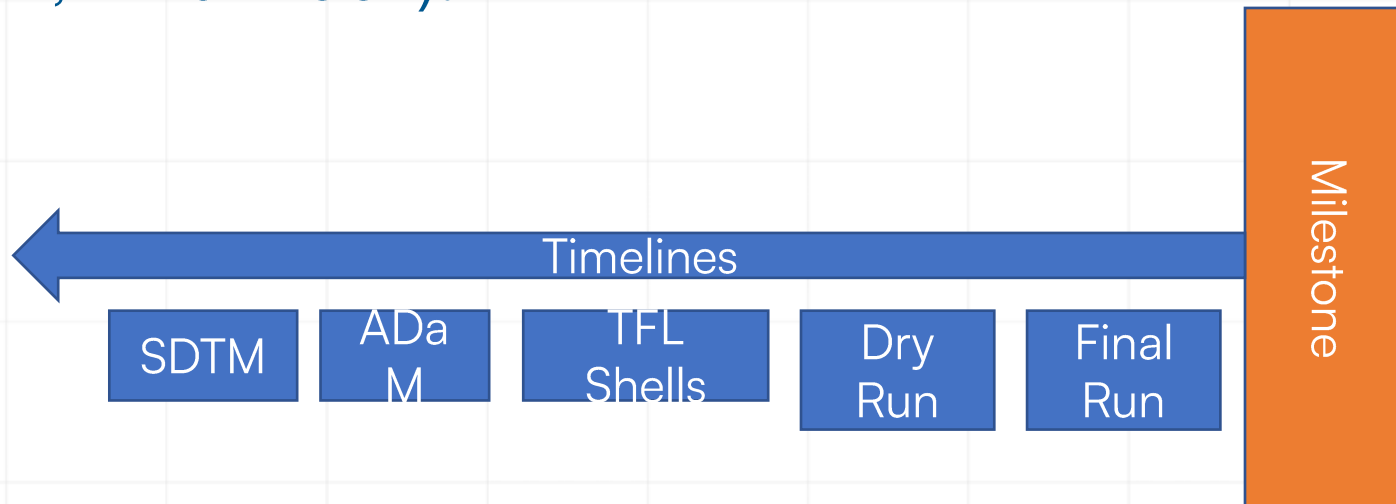 Milestone
Timelines
SDTM
ADa
M
TFL
Shells
Dry
Run
Final
Run